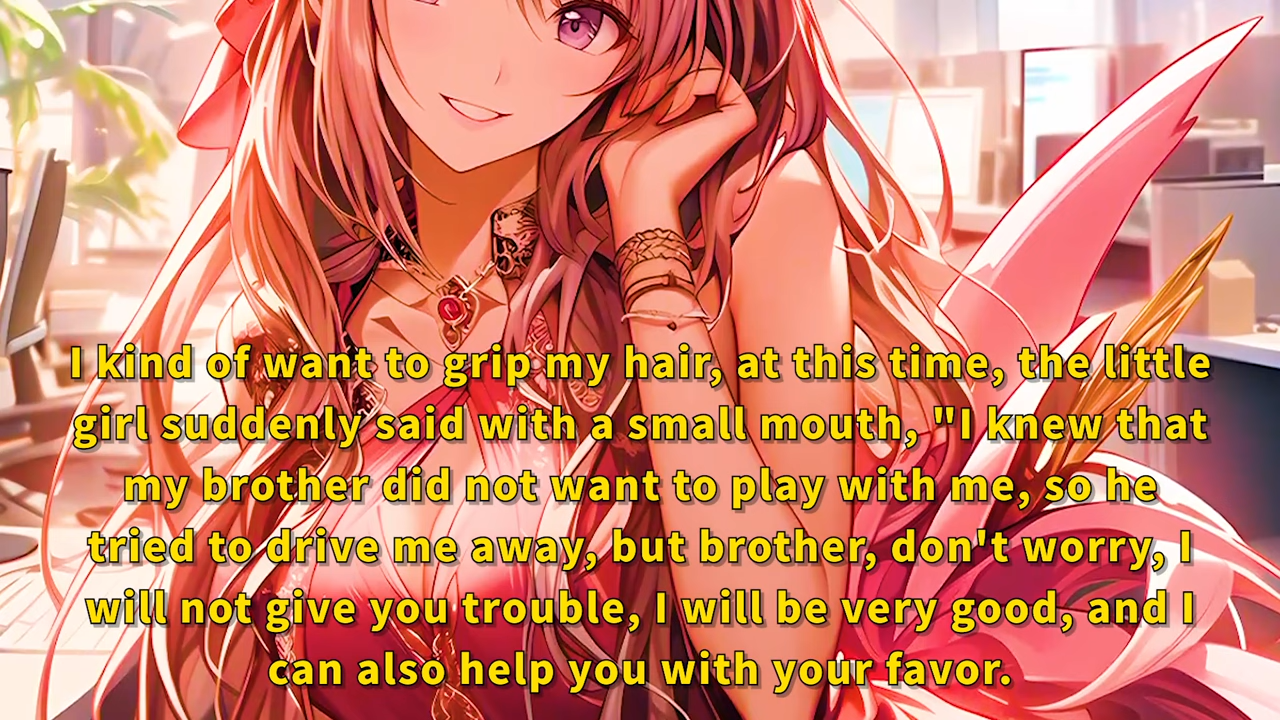 I kind of want to grip my hair, at this time, the little
girl suddenly said with a small mouth, "I knew that
my brother did not want to play with me, so he
tried to drive me away, but brother, don't worry, I
will not give you trouble, I will be very good, and I
can also help you with your favor.